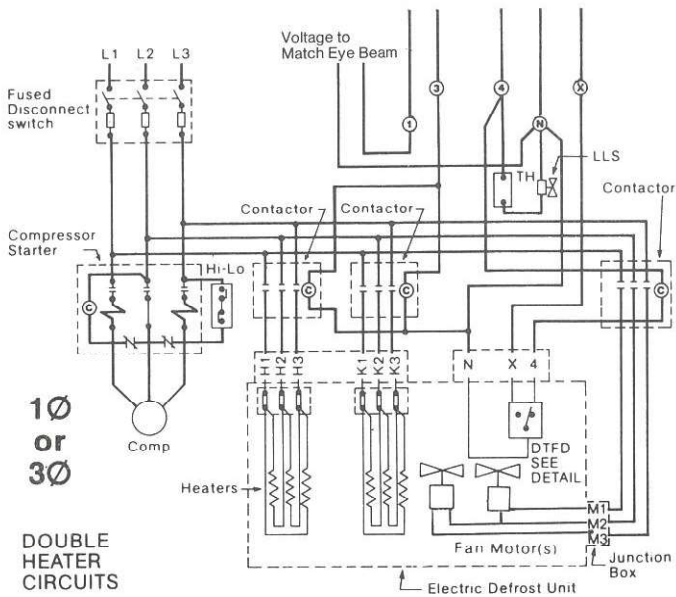 L1 L2 L3
Voltage to
Match Eye Beam
Fused
Disconnect
switch
1
3
4
N
X
TH
LLS
Contactor
Contactor
Contactor
Compressor
Starter
Hi-Lo
C
C
C
C
H1 H2 H3
K1 K2 K3
N X 4
1Ø
or
3Ø
Comp
DTFD
SEE
DETAIL
Heaters
M1
M2
M3
Fan Motor(s)
Junction
Box
DOUBLE
HEATER
CIRCUITS
Electric Defrost Unit